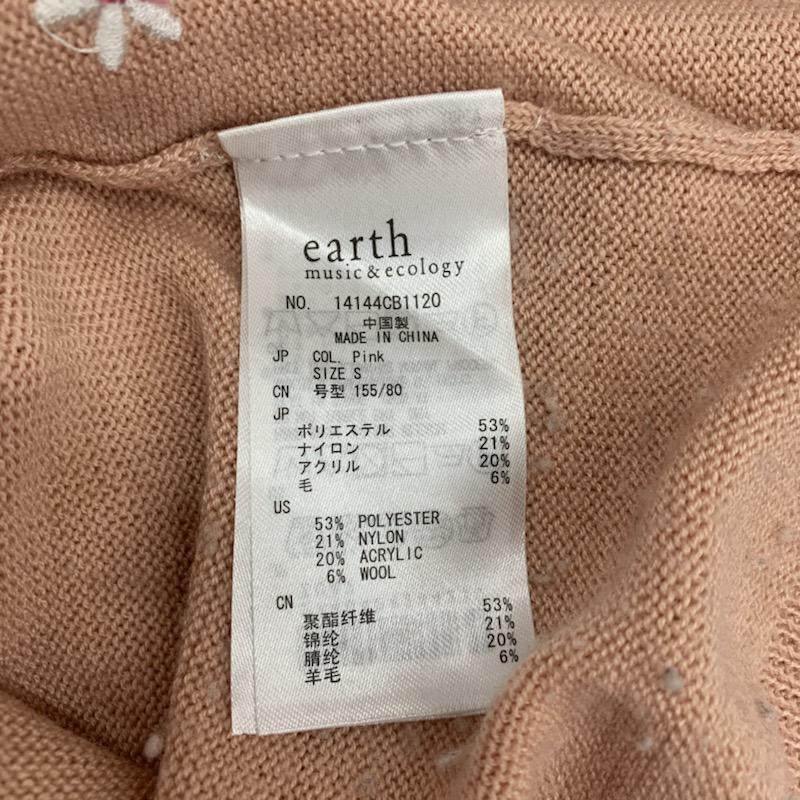 earth
music & ecology
NO. 14144CB1120
中国製
MADE IN CHINA
JP COL. Pink
SIZE S
CN 号型 155/80
JP
ポリエステル 53%
ナイロン 21%
アクリル 20%
毛 6%
US
53% POLYESTER
21% NYLON
20% ACRYLIC
6% WOOL
CN
聚酯纤维 53%
锦纶 21%
腈纶 20%
羊毛 6%